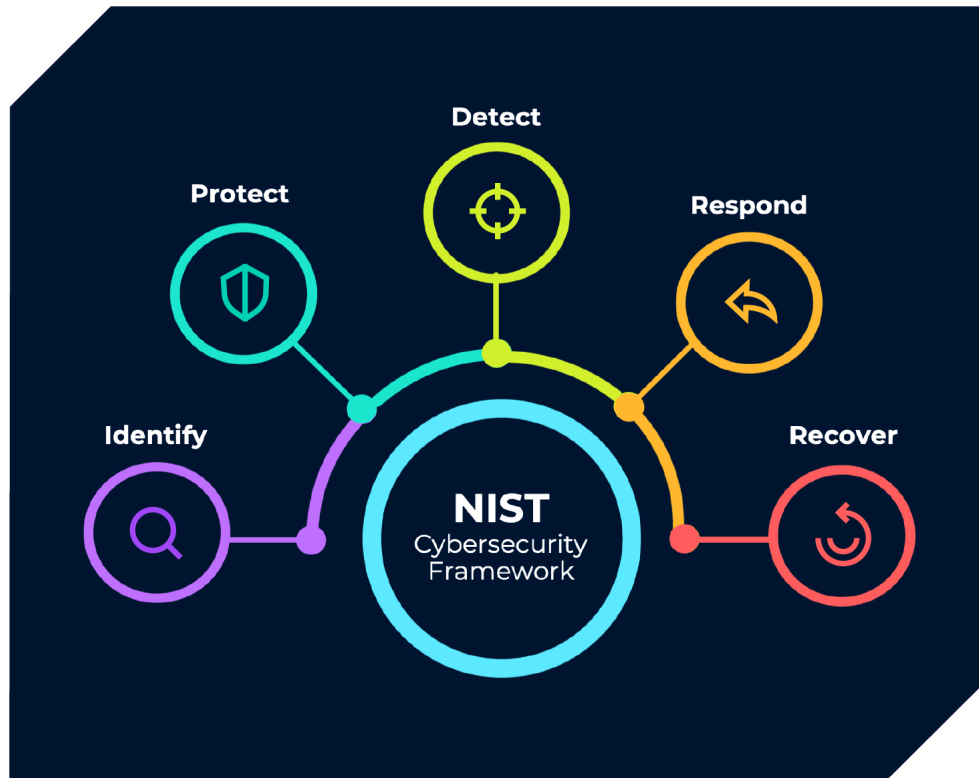 Detect
Protect
Respond
Identify
Recover
NIST
Cybersecurity
Framework